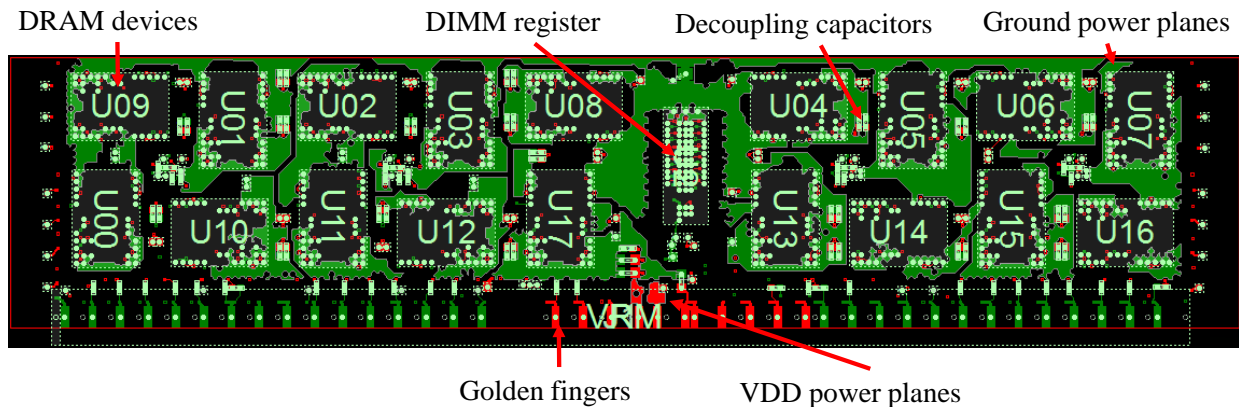 DRAM devices
DIMM register
Decoupling capacitors
Ground power planes
U09
U01
U02
U03
U08
U04
U05
U06
U07
U00
U10
U11
U12
U17
U13
U14
U15
U16
Golden fingers
VDD power planes